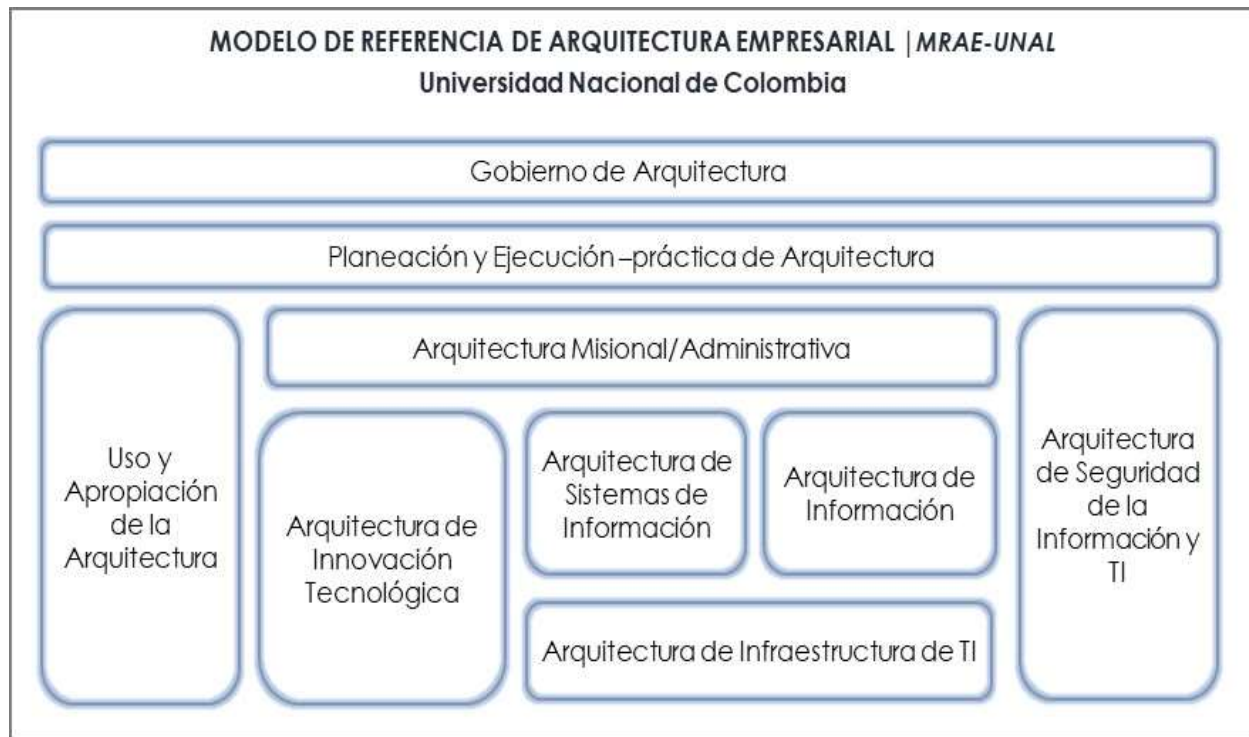 MODELO DE REFERENCIA DE ARQUITECTURA EMPRESARIAL | MRAE-UNAL
Universidad Nacional de Colombia
Gobierno de Arquitectura
Planeación y Ejecución –práctica de Arquitectura
Uso y
Apropiación
de la
Arquitectura
Arquitectura Misional/Administrativa
Arquitectura de
Innovación
Tecnológica
Arquitectura de
Sistemas de
Información
Arquitectura de
Información
Arquitectura de Infraestructura de TI
Arquitectura
de Seguridad
de la
Información y
TI